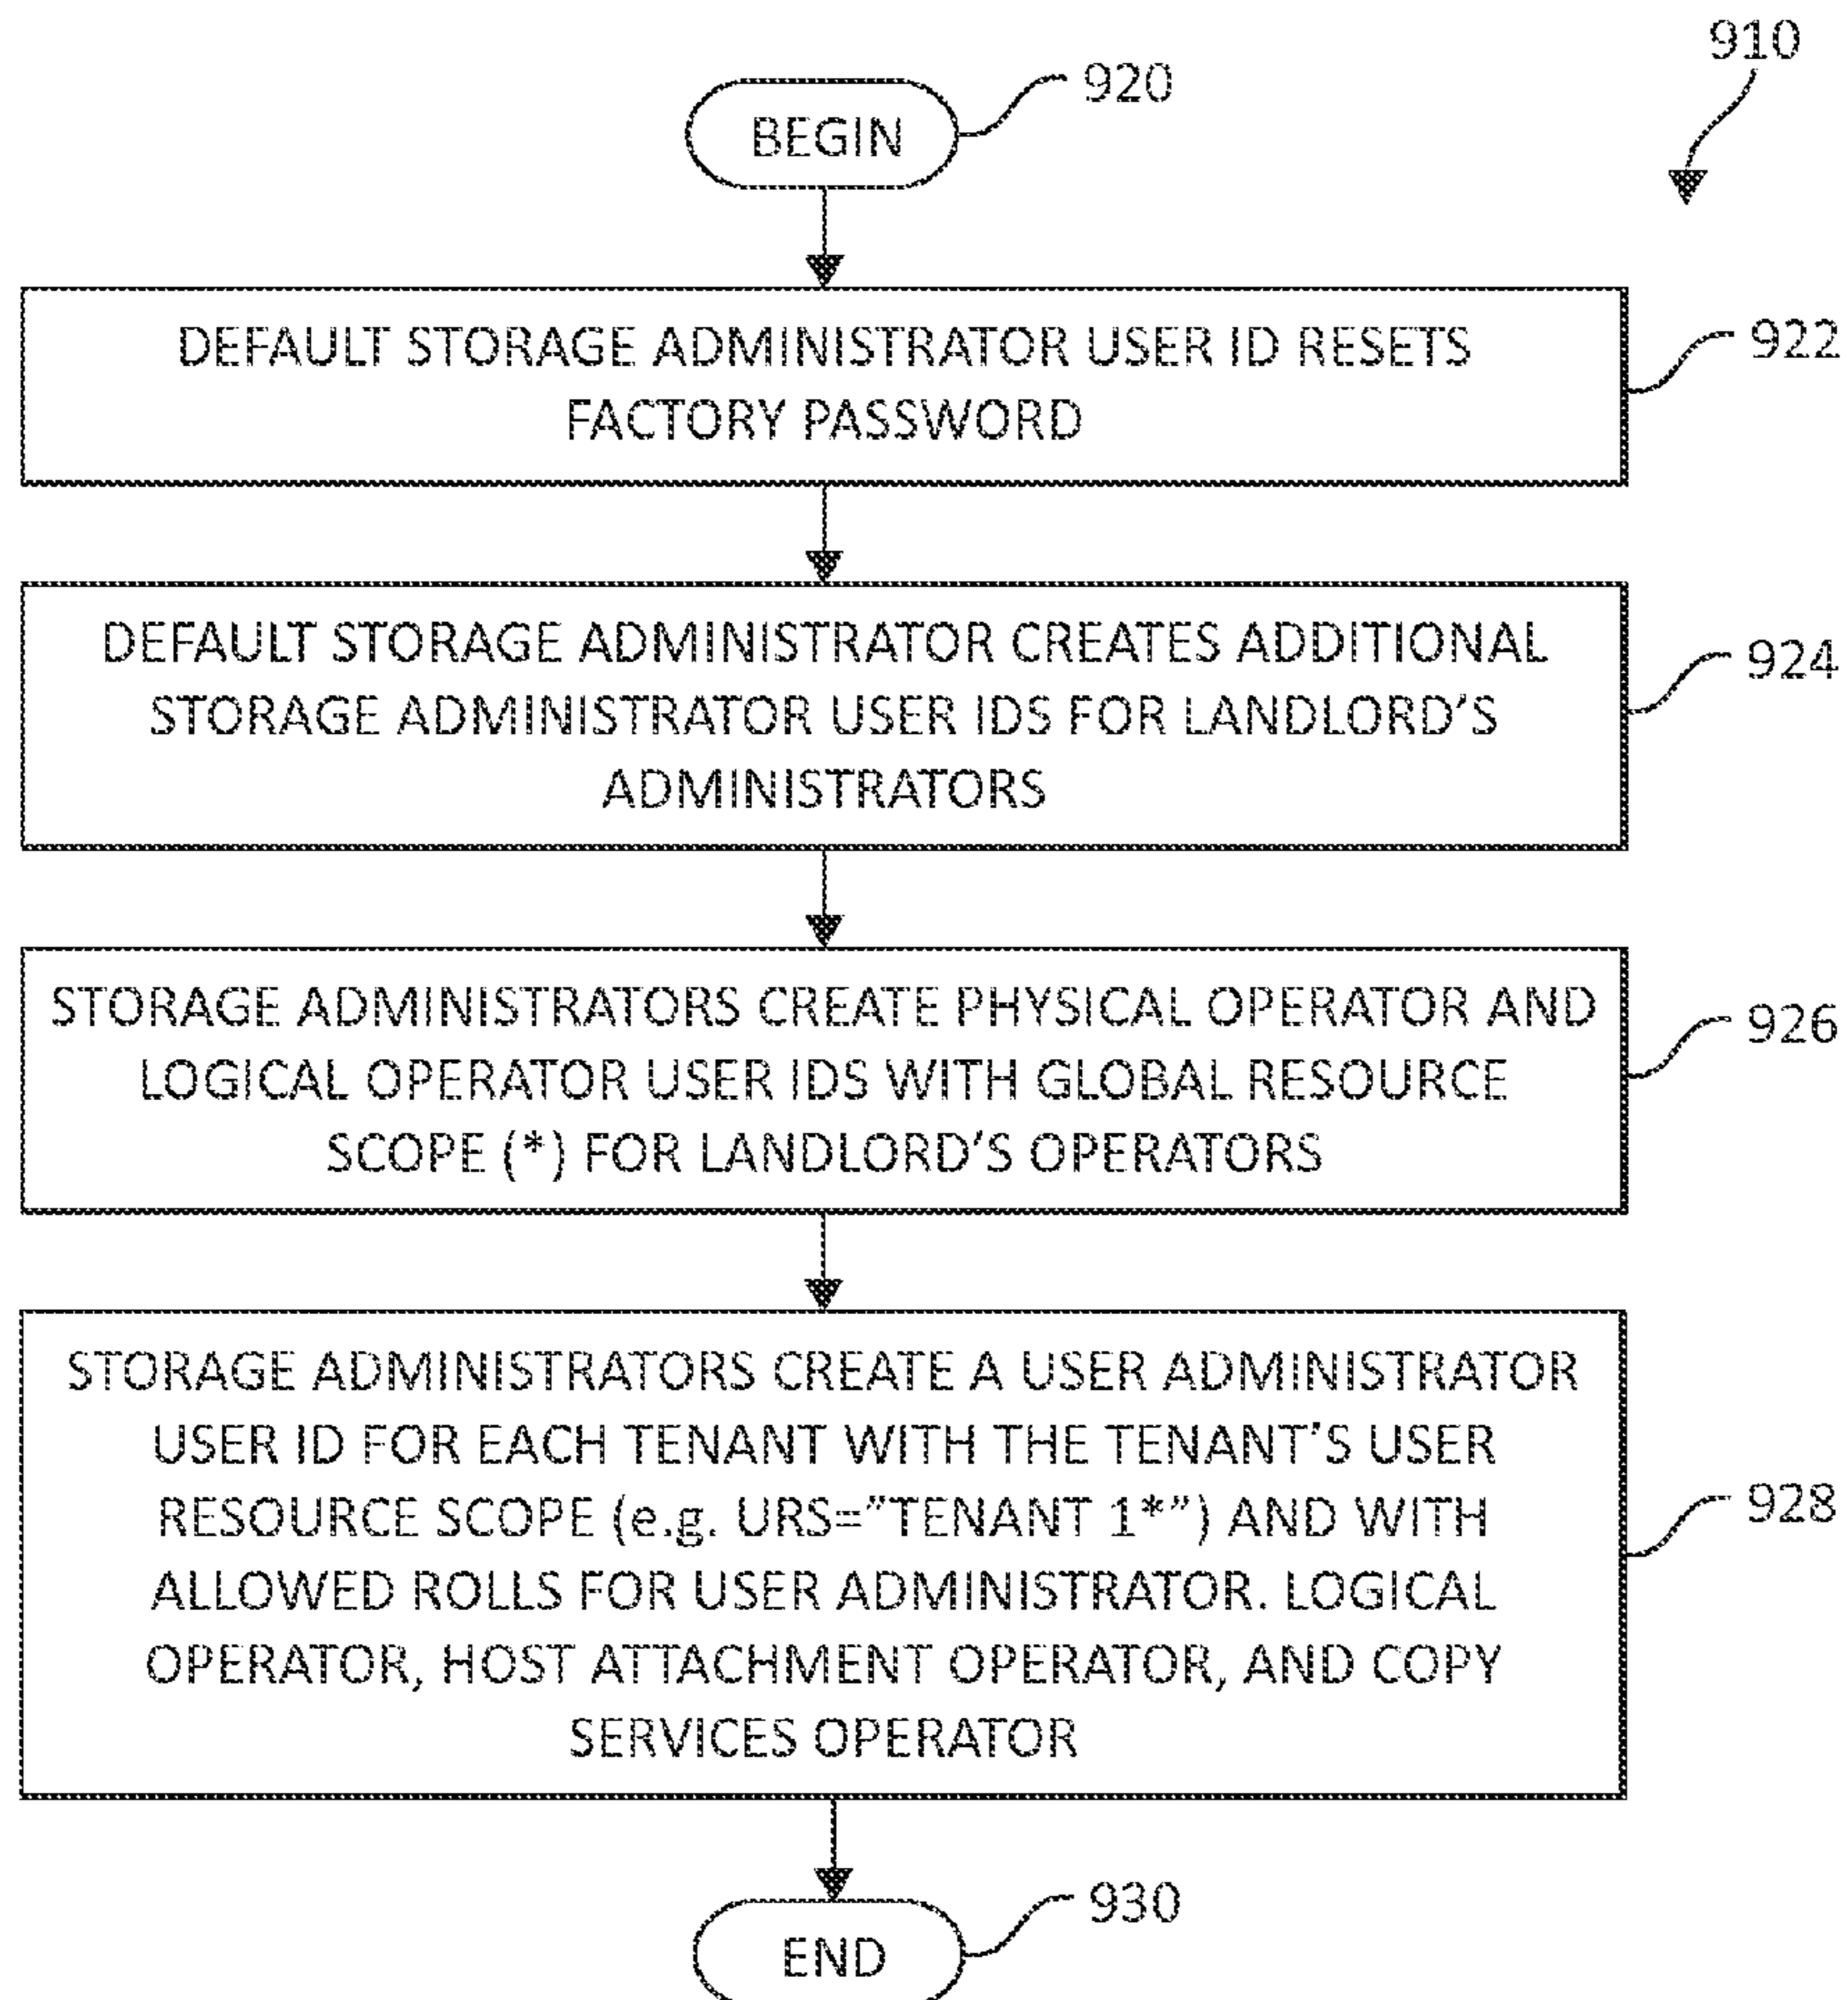 910
920
BEGIN
DEFAULT STORAGE ADMINISTRATOR USER ID RESETS
FACTORY PASSWORD
922
DEFAULT STORAGE ADMINISTRATOR CREATES ADDITIONAL
STORAGE ADMINISTRATOR USER IDS FOR LANDLORD'S
ADMINISTRATORS
924
STORAGE ADMINISTRATORS CREATE PHYSICAL OPERATOR AND
LOGICAL OPERATOR USER IDS WITH GLOBAL RESOURCE
SCOPE (*) FOR LANDLORD'S OPERATORS
926
STORAGE ADMINISTRATORS CREATE A USER ADMINISTRATOR
USER ID FOR EACH TENANT WITH THE TENANT'S USER
RESOURCE SCOPE (e.g. URS="TENANT 1*") AND WITH
ALLOWED ROLLS FOR USER ADMINISTRATOR. LOGICAL
OPERATOR, HOST ATTACHMENT OPERATOR, AND COPY
SERVICES OPERATOR
928
930
END